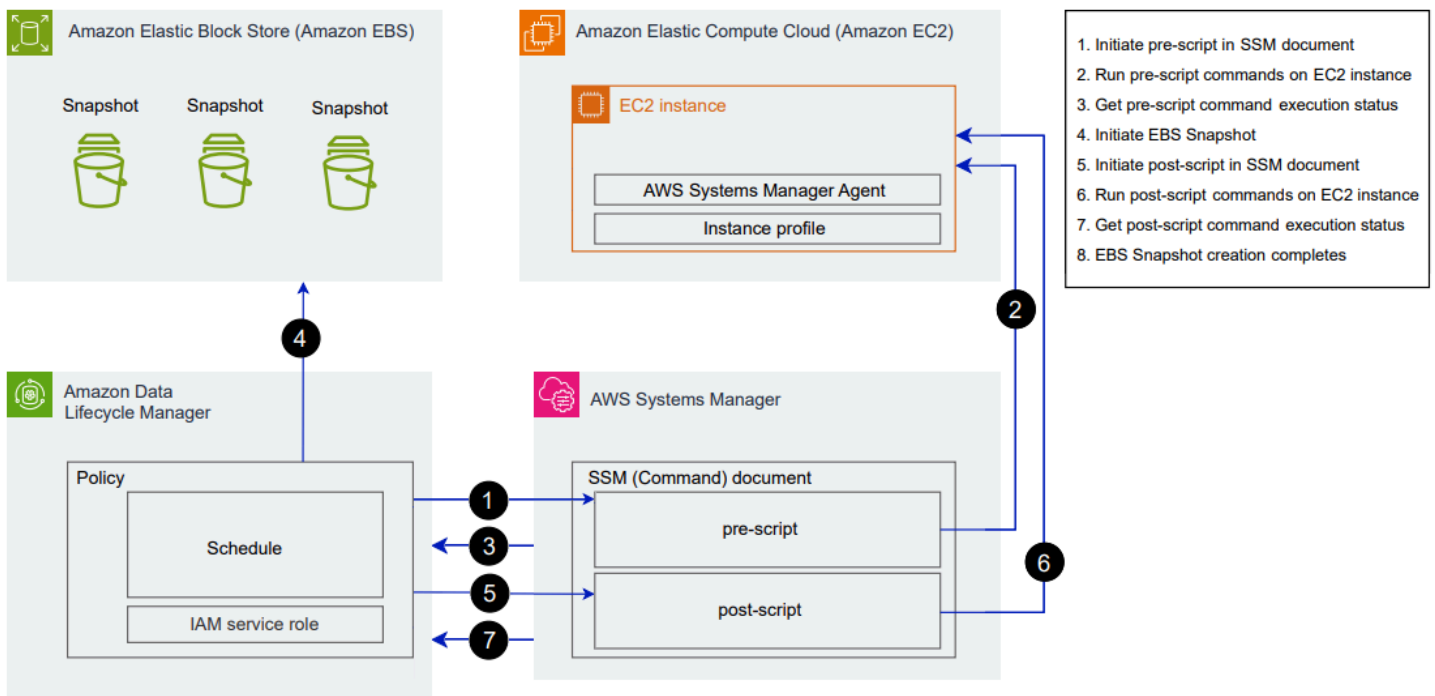 Amazon Elastic Block Store (Amazon EBS)
Snapshot
Snapshot
Snapshot
Amazon Elastic Compute Cloud (Amazon EC2)
EC2 instance
AWS Systems Manager Agent
Instance profile
1. Initiate pre-script in SSM document
2. Run pre-script commands on EC2 instance
3. Get pre-script command execution status
4. Initiate EBS Snapshot
5. Initiate post-script in SSM document
6. Run post-script commands on EC2 instance
7. Get post-script command execution status
8. EBS Snapshot creation completes
4
2
Amazon Data
Lifecycle Manager
Policy
Schedule
IAM service role
1
3
5
7
AWS Systems Manager
SSM (Command) document
pre-script
post-script
6